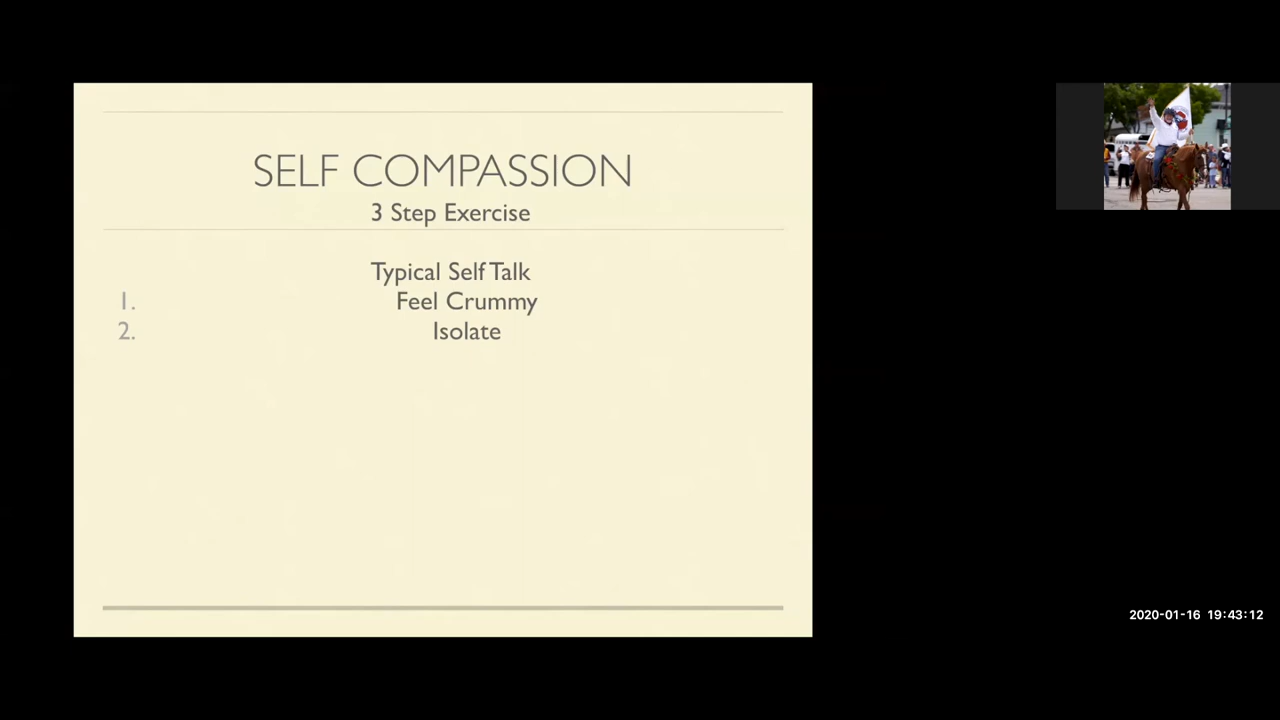 SELF COMPASSION
3 Step Exercise
Typical Self Talk
1. Feel Crummy
2. Isolate
2020-01-16 19:43:12